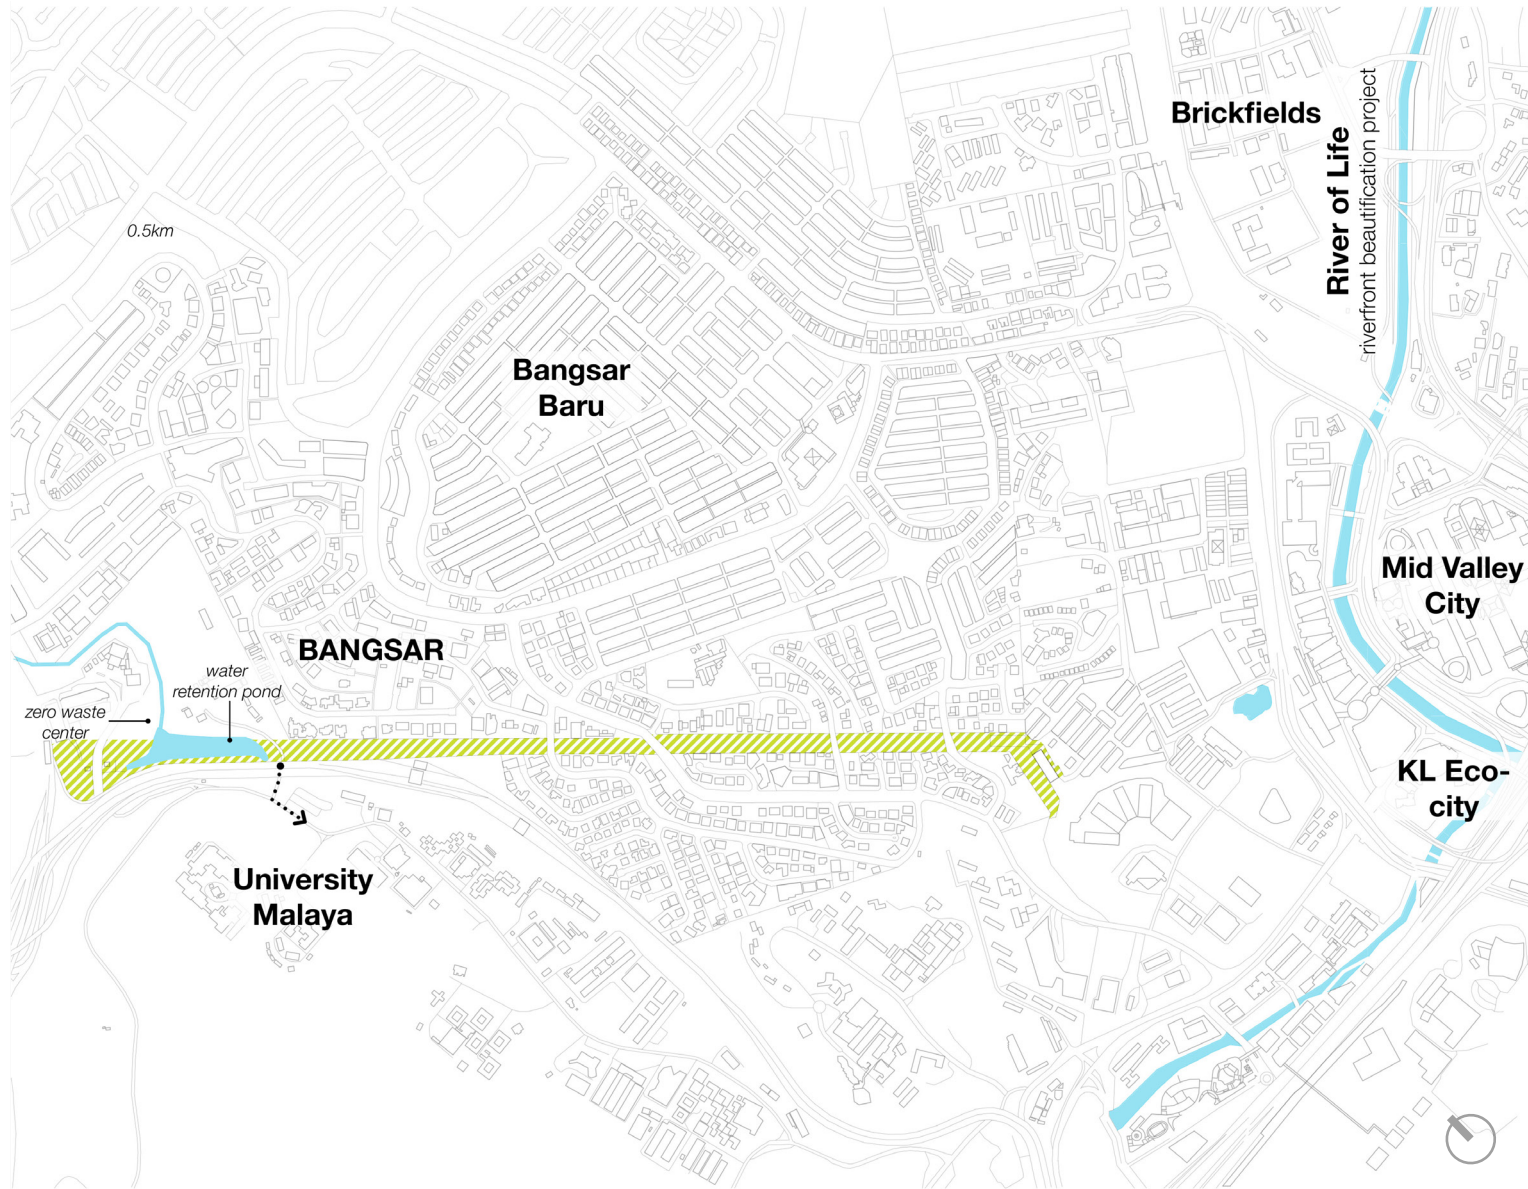 Brickfields
River of Life
riverfront beautification project
0.5km
Bangsar
Baru
Mid Valley
City
BANGSAR
water
retention pond
zero waste
center
KL Eco-
city
University
Malaya